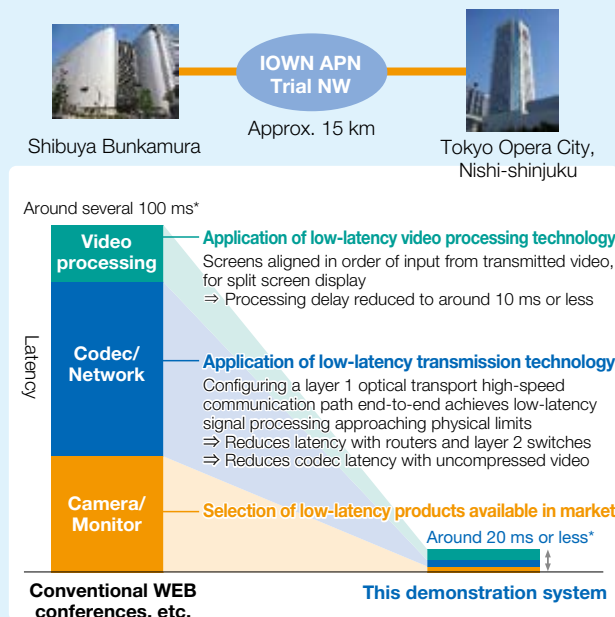 IOWN APN
Trial NW
Approx. 15 km
Shibuya Bunkamura
Tokyo Opera City,
Nishi-shinjuku
Around several 100 ms*
Latency
Video
processing
Application of low-latency video processing technology
Screens aligned in order of input from transmitted video,
for split screen display
⇒ Processing delay reduced to around 10 ms or less
Codec/
Network
Application of low-latency transmission technology
Configuring a layer 1 optical transport high-speed
communication path end-to-end achieves low-latency
signal processing approaching physical limits
⇒ Reduces latency with routers and layer 2 switches
⇒ Reduces codec latency with uncompressed video
Camera/
Monitor
Selection of low-latency products available in market
Around 20 ms or less*
Conventional WEB
conferences, etc.
This demonstration system